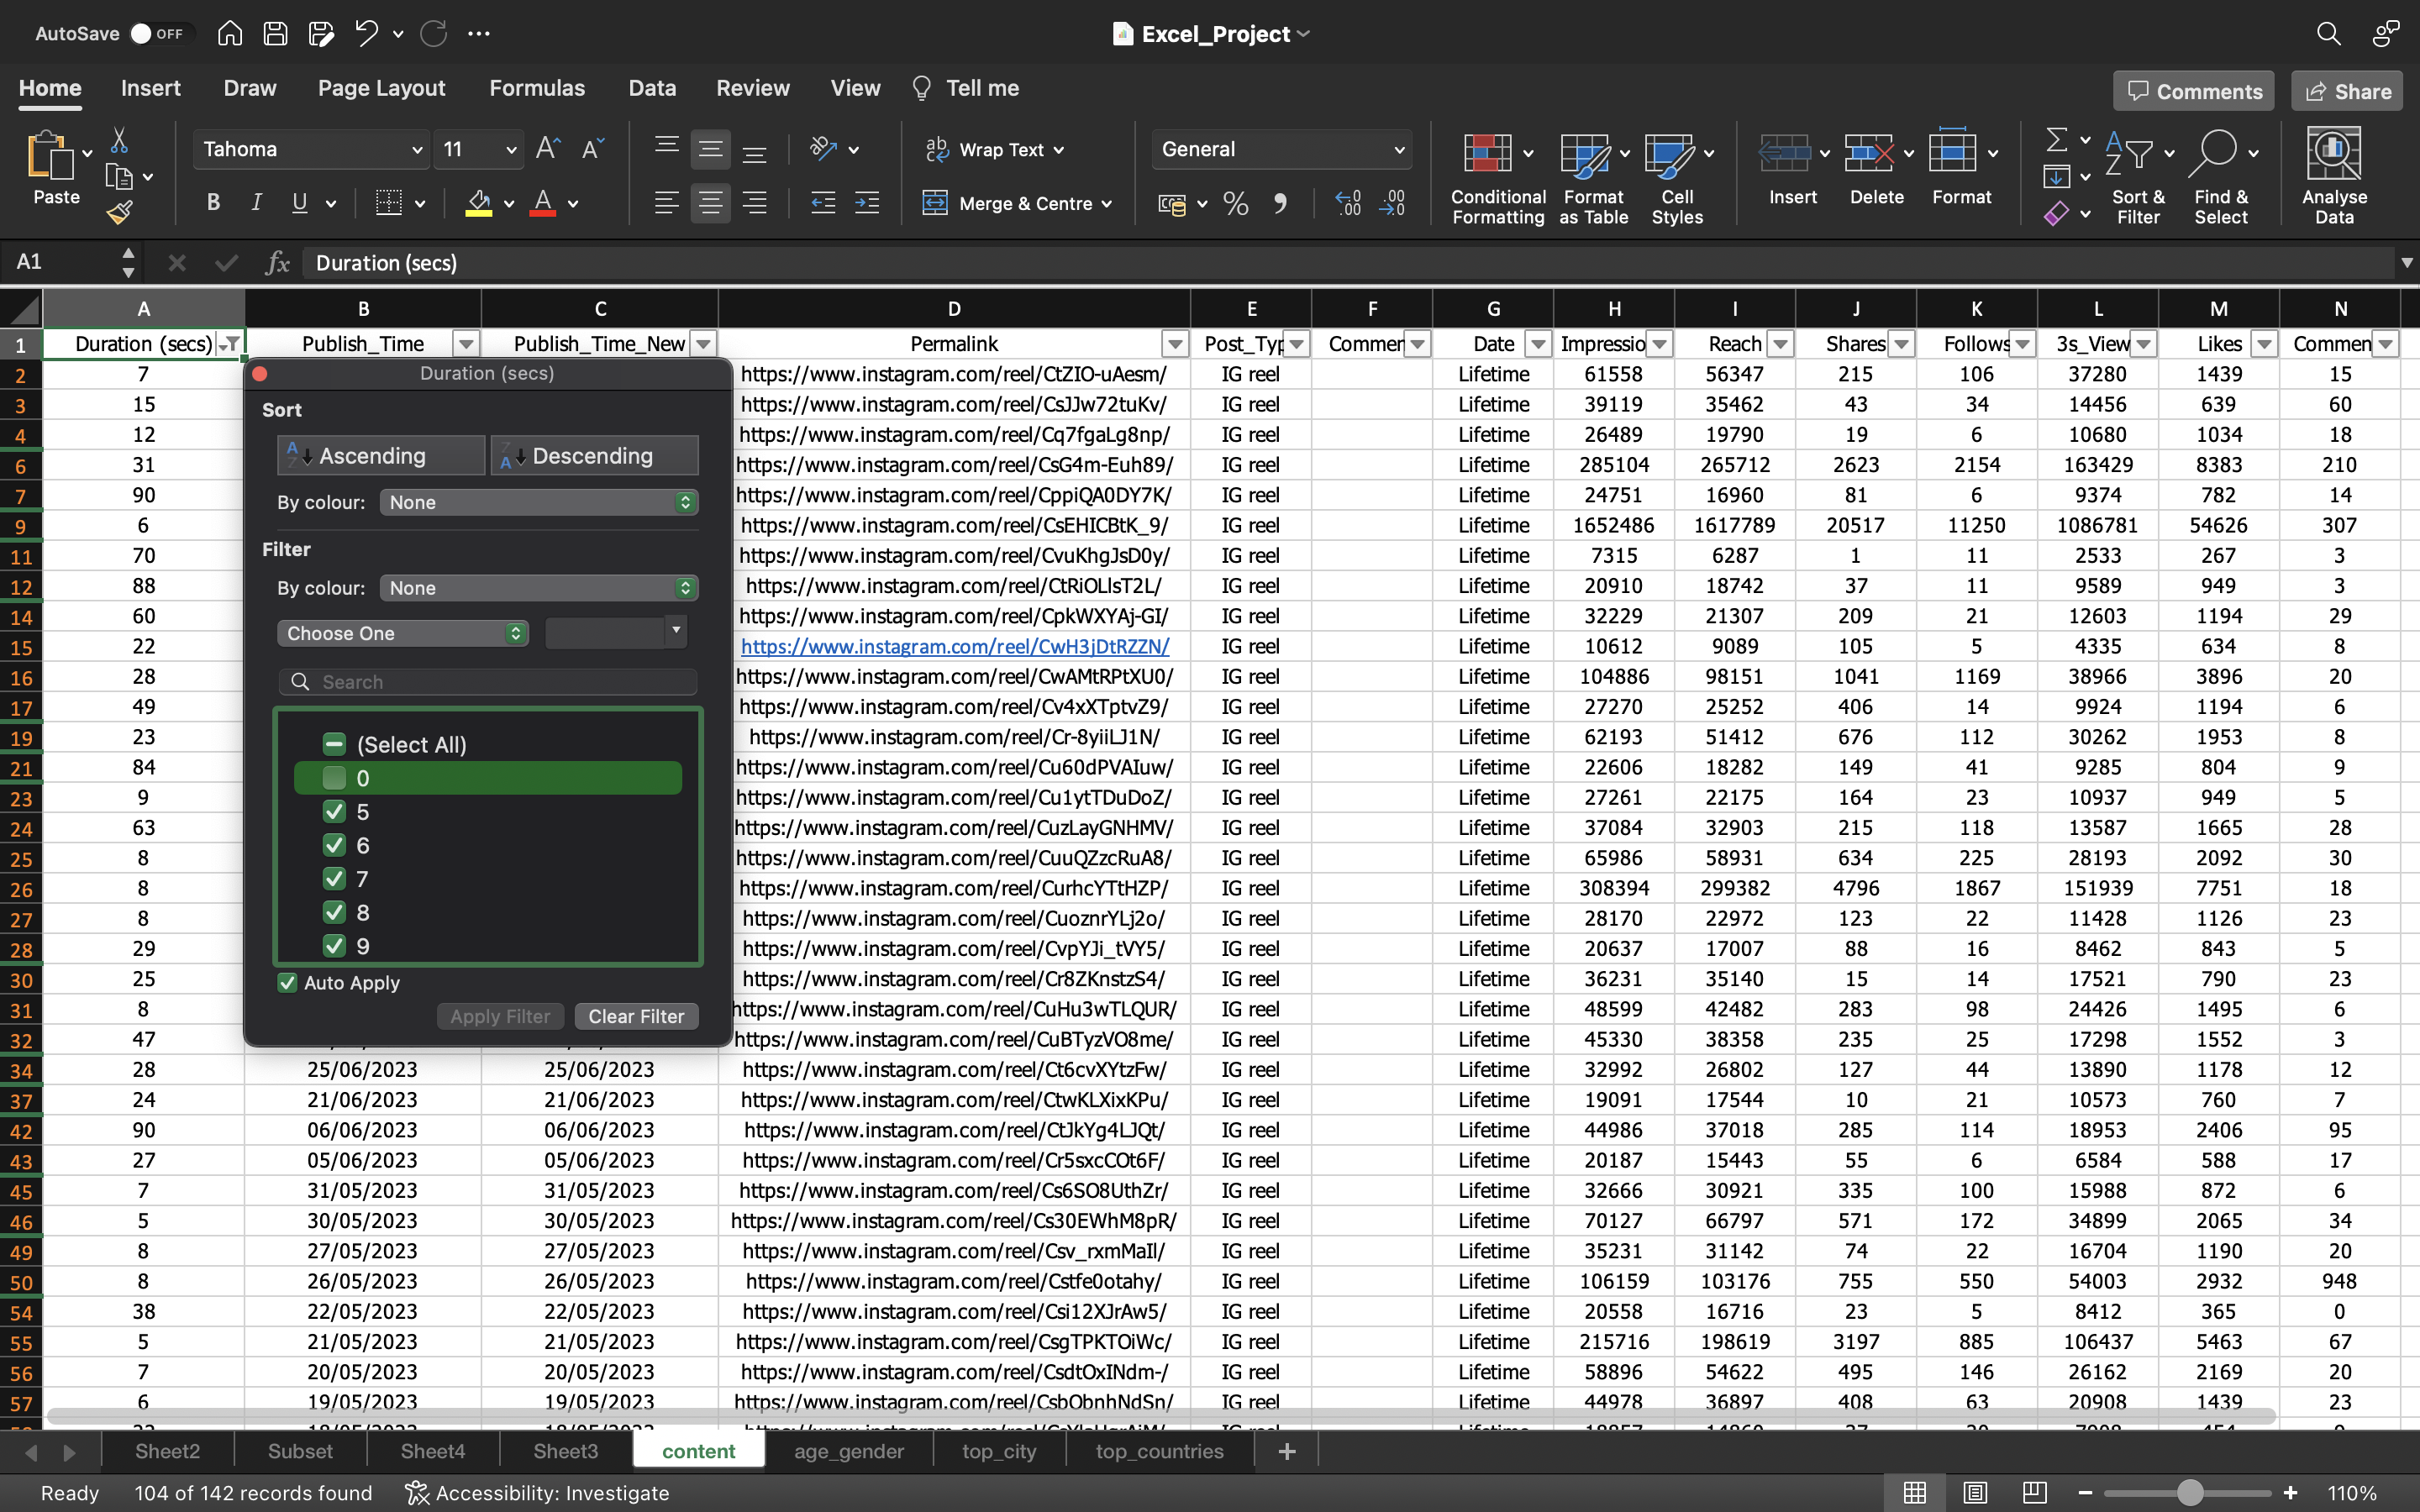 AutoSave OFF Excel_Project
Home Insert Draw Page Layout Formulas Data Review View Tell me Comments Share
Paste Tahoma 11 Wrap Text General Conditional Formatting Format as Table Cell Styles Insert Delete Format Sort & Filter Find & Select Analyse Data
B I U Merge & Centre
A1 fx Duration (secs)
A B C D E F G H I J K L M N
1 Duration (secs) Publish_Time Publish_Time_New Permalink Post_Typ Commer Date Impressio Reach Shares Follows 3s_View Likes Commen
2 7 https://www.instagram.com/reel/CtZIO-uAesm/ IG reel Lifetime 61558 56347 215 106 37280 1439 15
3 15 https://www.instagram.com/reel/CsJJw72tuKv/ IG reel Lifetime 39119 35462 43 34 14456 639 60
4 12 https://www.instagram.com/reel/Cq7fgaLg8np/ IG reel Lifetime 26489 19790 19 6 10680 1034 18
6 31 https://www.instagram.com/reel/CsG4m-Euh89/ IG reel Lifetime 285104 265712 2623 2154 163429 8383 210
7 90 https://www.instagram.com/reel/CppiQA0DY7K/ IG reel Lifetime 24751 16960 81 6 9374 782 14
9 6 https://www.instagram.com/reel/CsEHICBtK_9/ IG reel Lifetime 1652486 1617789 20517 11250 1086781 54626 307
11 70 https://www.instagram.com/reel/CvuKhgJsD0y/ IG reel Lifetime 7315 6287 1 11 2533 267 3
12 88 https://www.instagram.com/reel/CtRiOLlsT2L/ IG reel Lifetime 20910 18742 37 11 9589 949 3
14 60 https://www.instagram.com/reel/CpkWXYAj-GI/ IG reel Lifetime 32229 21307 209 21 12603 1194 29
15 22 https://www.instagram.com/reel/CwH3jDtRZZN/ IG reel Lifetime 10612 9089 105 5 4335 634 8
16 28 https://www.instagram.com/reel/CwAMtRPtXU0/ IG reel Lifetime 104886 98151 1041 1169 38966 3896 20
17 49 https://www.instagram.com/reel/Cv4xXTptvZ9/ IG reel Lifetime 27270 25252 406 14 9924 1194 6
19 23 https://www.instagram.com/reel/Cr-8yiiLJ1N/ IG reel Lifetime 62193 51412 676 112 30262 1953 8
21 84 https://www.instagram.com/reel/Cu60dPVAIuw/ IG reel Lifetime 22606 18282 149 41 9285 804 9
23 9 https://www.instagram.com/reel/Cu1ytTDuDoZ/ IG reel Lifetime 27261 22175 164 23 10937 949 5
24 63 https://www.instagram.com/reel/CuzLayGNHMV/ IG reel Lifetime 37084 32903 215 118 13587 1665 28
25 8 https://www.instagram.com/reel/CuuQZzcRuA8/ IG reel Lifetime 65986 58931 634 225 28193 2092 30
26 8 https://www.instagram.com/reel/CurhcYTtHZP/ IG reel Lifetime 308394 299382 4796 1867 151939 7751 18
27 8 https://www.instagram.com/reel/CuoznrYLj2o/ IG reel Lifetime 28170 22972 123 22 11428 1126 23
28 29 https://www.instagram.com/reel/CvpYJi_tVY5/ IG reel Lifetime 20637 17007 88 16 8462 843 5
30 25 https://www.instagram.com/reel/Cr8ZKnstzS4/ IG reel Lifetime 36231 35140 15 14 17521 790 23
31 8 https://www.instagram.com/reel/CuHu3wTLQUR/ IG reel Lifetime 48599 42482 283 98 24426 1495 6
32 47 https://www.instagram.com/reel/CuBTyzVO8me/ IG reel Lifetime 45330 38358 235 25 17298 1552 3
34 28 25/06/2023 25/06/2023 https://www.instagram.com/reel/Ct6cvXYtzFw/ IG reel Lifetime 32992 26802 127 44 13890 1178 12
37 24 21/06/2023 21/06/2023 https://www.instagram.com/reel/CtwKLXixKPu/ IG reel Lifetime 19091 17544 10 21 10573 760 7
42 90 06/06/2023 06/06/2023 https://www.instagram.com/reel/CtJkYg4LJQt/ IG reel Lifetime 44986 37018 285 114 18953 2406 95
43 27 05/06/2023 05/06/2023 https://www.instagram.com/reel/Cr5sxcCOt6F/ IG reel Lifetime 20187 15443 55 6 6584 588 17
45 7 31/05/2023 31/05/2023 https://www.instagram.com/reel/Cs6SO8UthZr/ IG reel Lifetime 32666 30921 335 100 15988 872 6
46 5 30/05/2023 30/05/2023 https://www.instagram.com/reel/Cs30EWhM8pR/ IG reel Lifetime 70127 66797 571 172 34899 2065 34
49 8 27/05/2023 27/05/2023 https://www.instagram.com/reel/Csv_rxmMaIl/ IG reel Lifetime 35231 31142 74 22 16704 1190 20
50 8 26/05/2023 26/05/2023 https://www.instagram.com/reel/Cstfe0otahy/ IG reel Lifetime 106159 103176 755 550 54003 2932 948
54 38 22/05/2023 22/05/2023 https://www.instagram.com/reel/Csi12XJrAw5/ IG reel Lifetime 20558 16716 23 5 8412 365 0
55 5 21/05/2023 21/05/2023 https://www.instagram.com/reel/CsgTPKTOiWc/ IG reel Lifetime 215716 198619 3197 885 106437 5463 67
56 7 20/05/2023 20/05/2023 https://www.instagram.com/reel/CsdtOxINdm-/ IG reel Lifetime 58896 54622 495 146 26162 2169 20
57 6 19/05/2023 19/05/2023 https://www.instagram.com/reel/CsbObnhNdSn/ IG reel Lifetime 44978 36897 408 63 20908 1439 23
Duration (secs)
Sort
Ascending Descending
By colour: None
Filter
By colour: None
Choose One
Search
(Select All)
0
5
6
7
8
9
Auto Apply
Apply Filter Clear Filter
Sheet2 Subset Sheet4 Sheet3 content age_gender top_city top_countries +
Ready 104 of 142 records found Accessibility: Investigate 110%